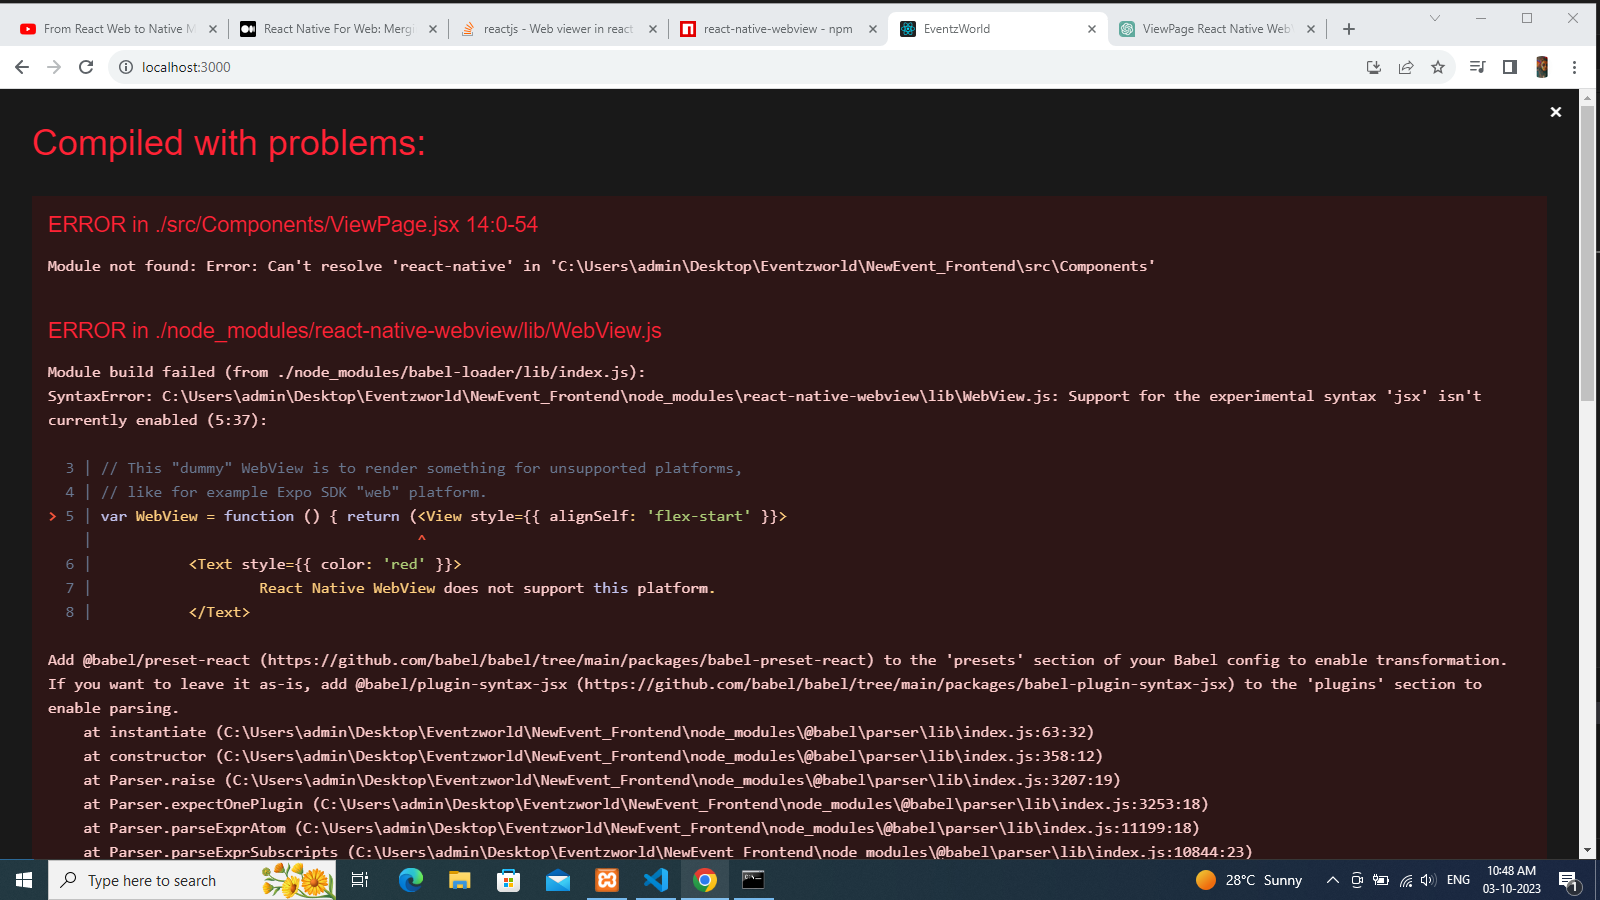 From React Web to Native M
React Native For Web: Mergi
reactjs - Web viewer in react
react-native-webview - npm
EventzWorld
ViewPage React Native Web
localhost:3000
Compiled with problems:
ERROR in ./src/Components/ViewPage.jsx 14:0-54
Module not found: Error: Can't resolve 'react-native' in 'C:\Users\admin\Desktop\Eventzworld\NewEvent_Frontend\src\Components'
ERROR in ./node_modules/react-native-webview/lib/WebView.js
Module build failed (from ./node_modules/babel-loader/lib/index.js):
SyntaxError: C:\Users\admin\Desktop\Eventzworld\NewEvent_Frontend\node_modules\react-native-webview\lib\WebView.js: Support for the experimental syntax 'jsx' isn't
currently enabled (5:37):
3 | // This "dummy" WebView is to render something for unsupported platforms,
4 | // like for example Expo SDK "web" platform.
> 5 | var WebView = function () { return (<View style={{ alignSelf: 'flex-start' }}>
| ^
6 | <Text style={{ color: 'red' }}>
7 | React Native WebView does not support this platform.
8 | </Text>
Add @babel/preset-react (https://github.com/babel/babel/tree/main/packages/babel-preset-react) to the 'presets' section of your Babel config to enable transformation.
If you want to leave it as-is, add @babel/plugin-syntax-jsx (https://github.com/babel/babel/tree/main/packages/babel-plugin-syntax-jsx) to the 'plugins' section to
enable parsing.
at instantiate (C:\Users\admin\Desktop\Eventzworld\NewEvent_Frontend\node_modules\@babel\parser\lib\index.js:63:32)
at constructor (C:\Users\admin\Desktop\Eventzworld\NewEvent_Frontend\node_modules\@babel\parser\lib\index.js:358:12)
at Parser.raise (C:\Users\admin\Desktop\Eventzworld\NewEvent_Frontend\node_modules\@babel\parser\lib\index.js:3207:19)
at Parser.expectOnePlugin (C:\Users\admin\Desktop\Eventzworld\NewEvent_Frontend\node_modules\@babel\parser\lib\index.js:3253:18)
at Parser.parseExprAtom (C:\Users\admin\Desktop\Eventzworld\NewEvent_Frontend\node_modules\@babel\parser\lib\index.js:11199:18)
at Parser.parseExprSubscripts (C:\Users\admin\Desktop\Eventzworld\NewEvent_Frontend\node_modules\@babel\parser\lib\index.js:10844:23)
Type here to search
28°C Sunny
ENG
10:48 AM
03-10-2023
1